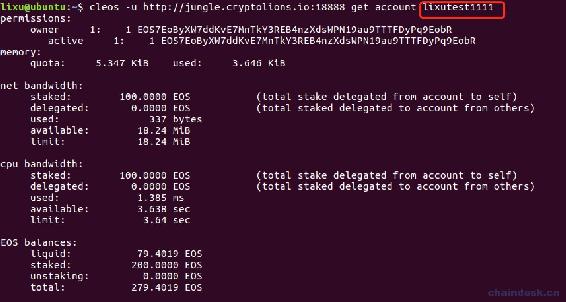 lixu@ubuntu:~$ cleos -u http://jungle.cryptolions.io:18888 get account lixutest1111
permissions:
owner 1: 1 EOS7EoByXW7ddKvE7MnTkY3REB4nzXdsWPN19au9TTTFDyPq9EobR
active 1: 1 EOS7EoByXW7ddKvE7MnTkY3REB4nzXdsWPN19au9TTTFDyPq9EobR
memory:
quota: 5.347 KiB used: 3.646 KiB
net bandwidth:
staked: 100.0000 EOS (total stake delegated from account to self)
delegated: 0.0000 EOS (total staked delegated to account from others)
used: 337 bytes
available: 18.24 MiB
limit: 18.24 MiB
cpu bandwidth:
staked: 100.0000 EOS (total stake delegated from account to self)
delegated: 0.0000 EOS (total staked delegated to account from others)
used: 1.385 ms
available: 3.638 sec
limit: 3.64 sec
EOS balances:
liquid: 79.4019 EOS
staked: 200.0000 EOS
unstaking: 0.0000 EOS
total: 279.4019 EOS
chaindesk.cn